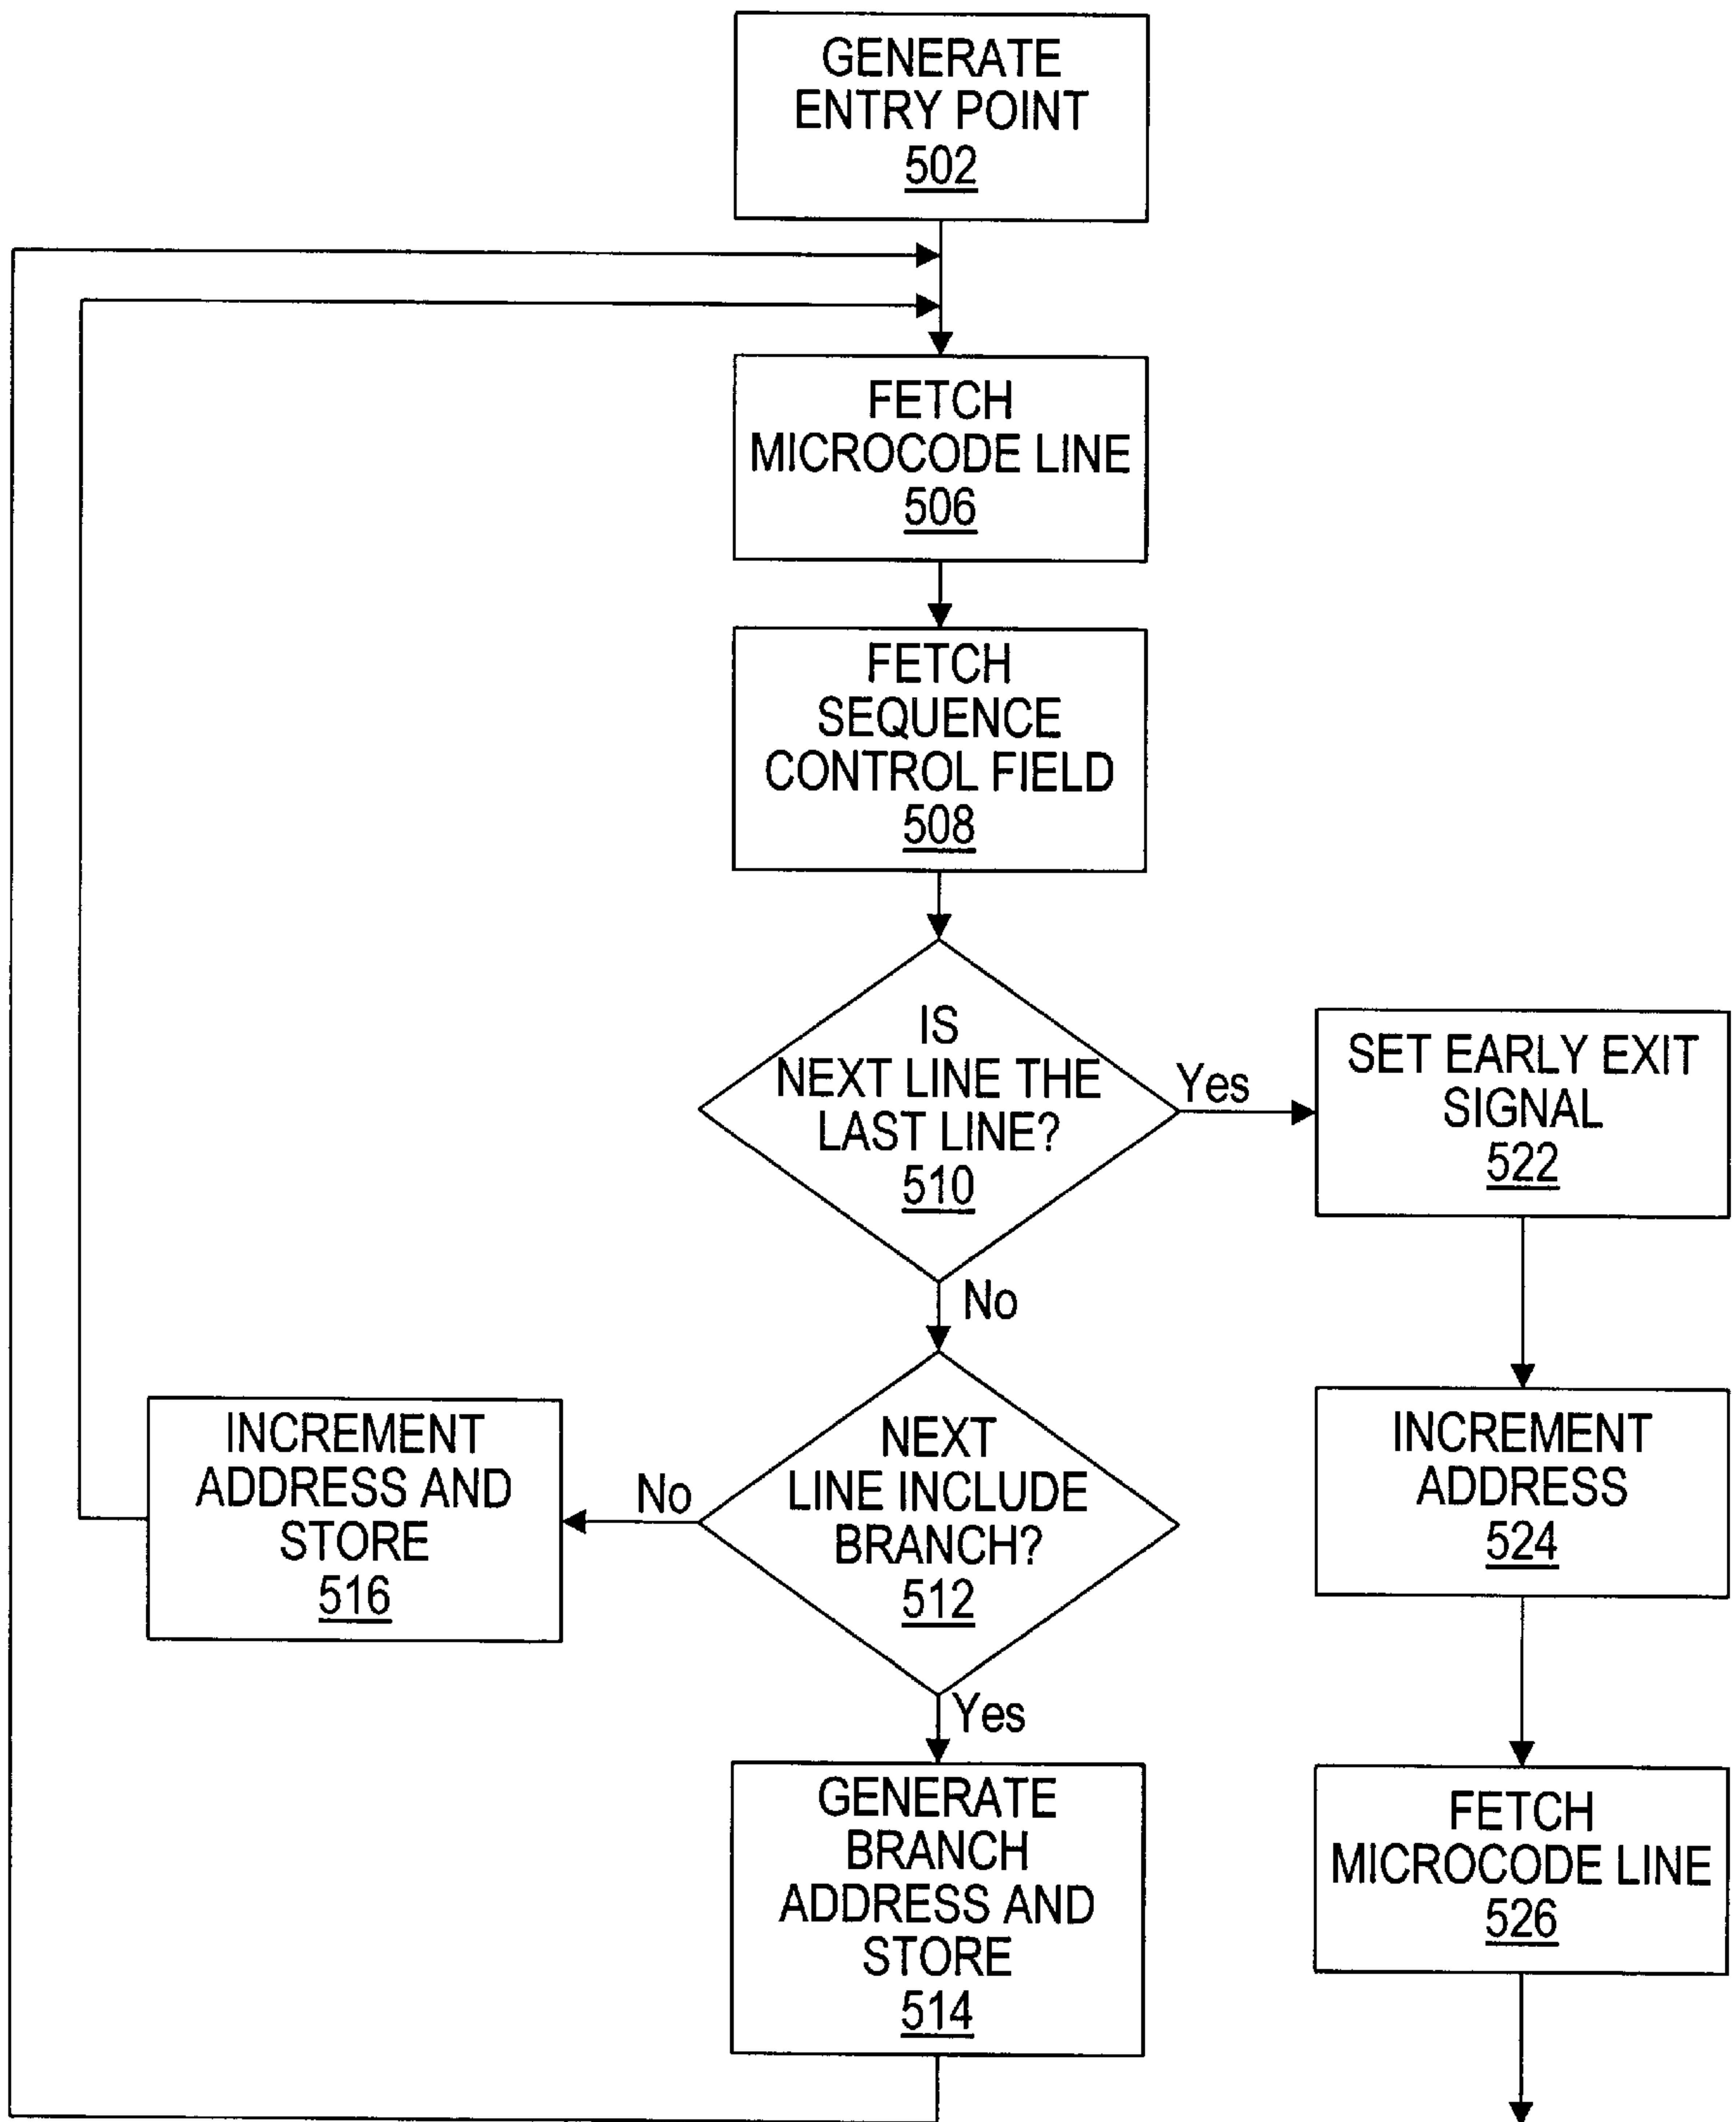 GENERATE
ENTRY POINT
502
FETCH
MICROCODE LINE
506
FETCH
SEQUENCE
CONTROL FIELD
508
IS
NEXT LINE THE
LAST LINE?
510
Yes
SET EARLY EXIT
SIGNAL
522
No
NEXT
LINE INCLUDE
BRANCH?
512
No
INCREMENT
ADDRESS AND
STORE
516
INCREMENT
ADDRESS
524
Yes
GENERATE
BRANCH
ADDRESS AND
STORE
514
FETCH
MICROCODE LINE
526